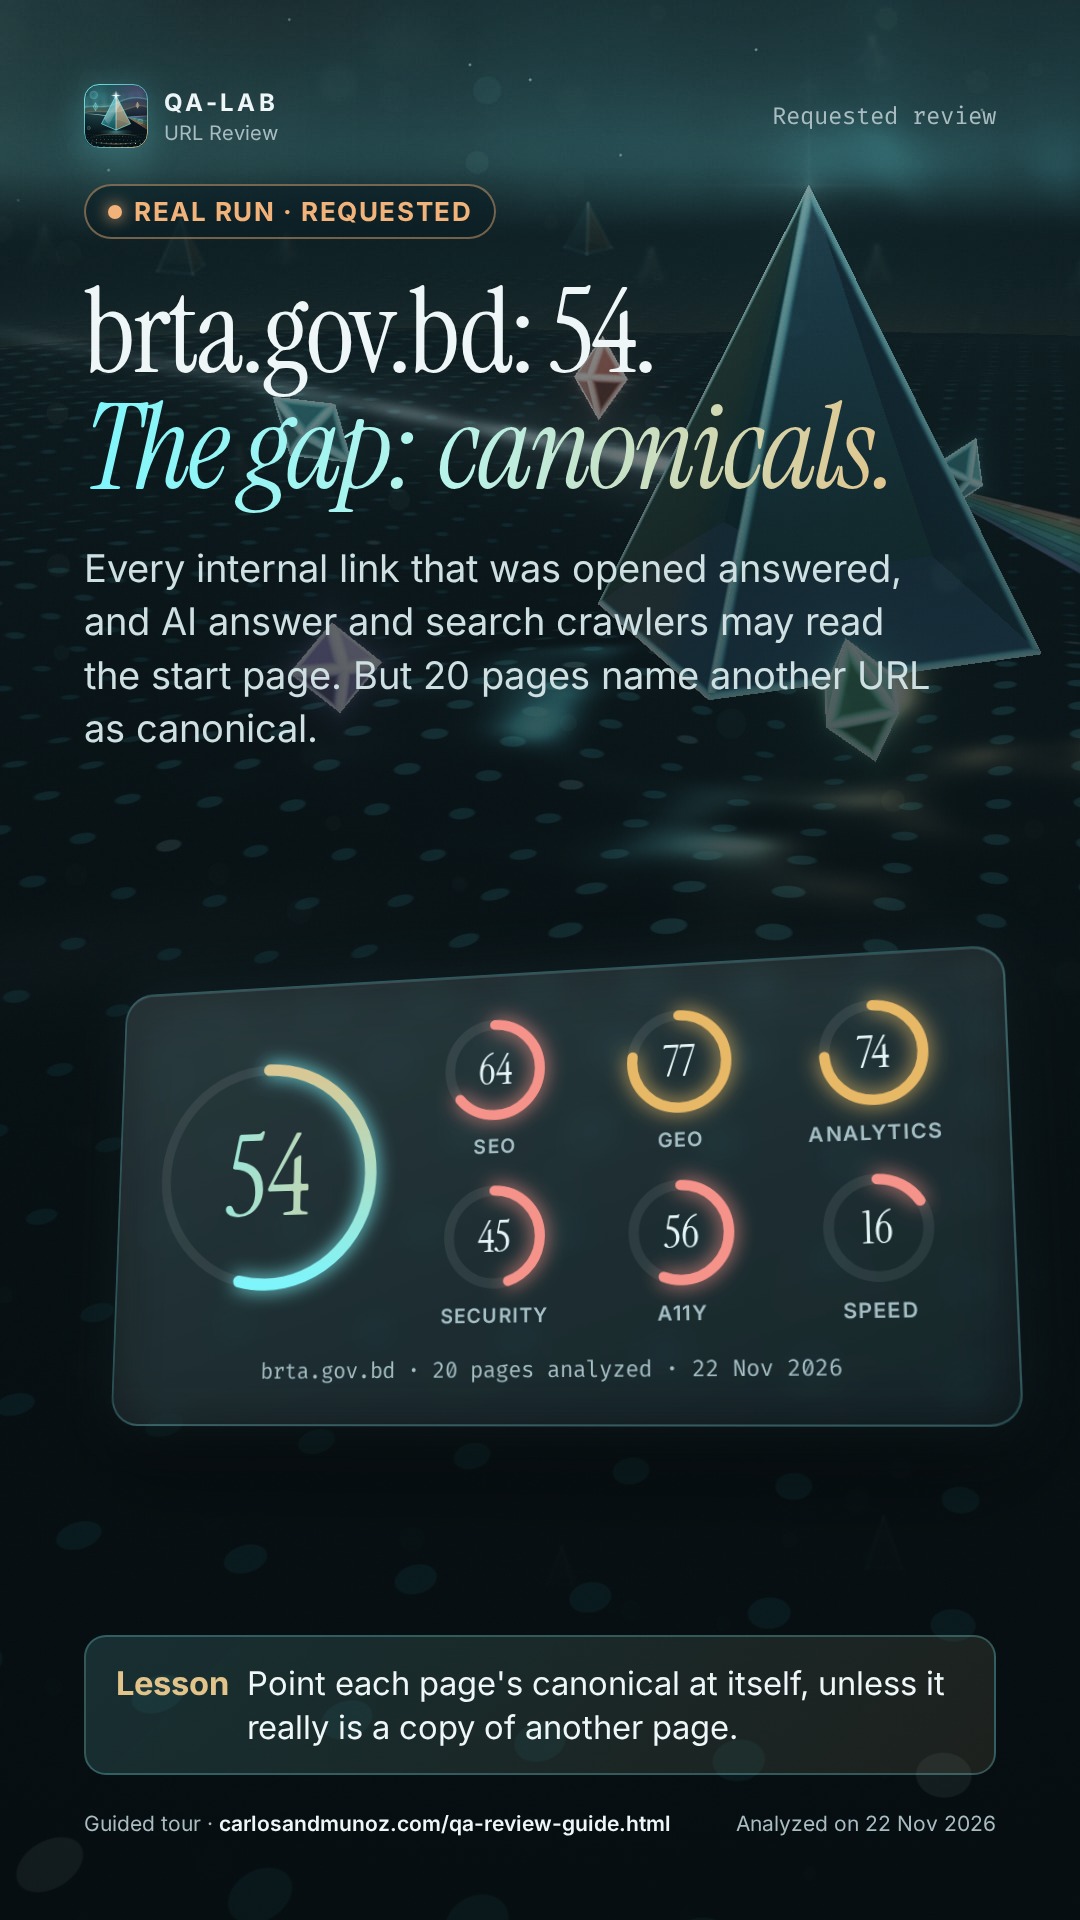 QA-LAB
URL Review
Requested review
REAL RUN · REQUESTED
brta.gov.bd: 54.
The gap: canonicals.
Every internal link that was opened answered,
and AI answer and search crawlers may read
the start page. But 20 pages name another URL
as canonical.
54
64
SEO
77
GEO
74
ANALYTICS
45
SECURITY
56
A11Y
16
SPEED
brta.gov.bd · 20 pages analyzed · 22 Nov 2026
Lesson Point each page's canonical at itself, unless it
really is a copy of another page.
Guided tour · carlosandmunoz.com/qa-review-guide.html
Analyzed on 22 Nov 2026